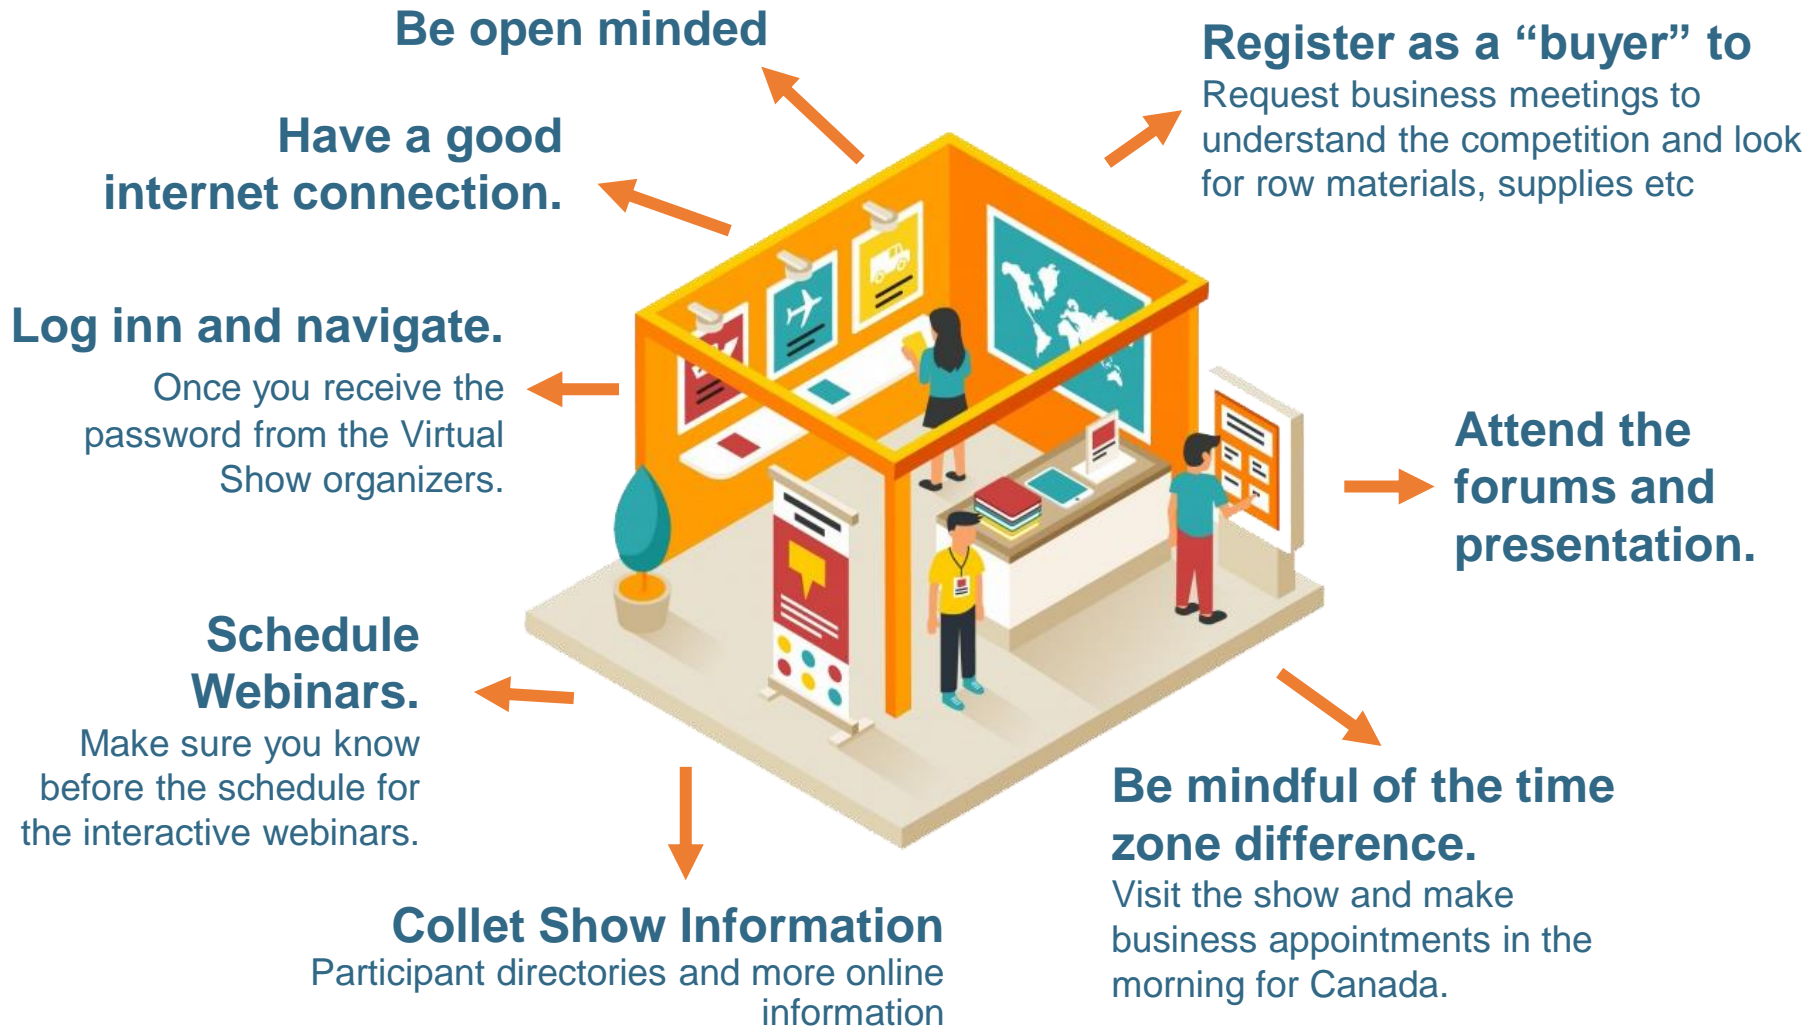 Be open minded
Have a good
internet connection.
Log inn and navigate.
Once you receive the
password from the Virtual
Show organizers.
Schedule
Webinars.
Make sure you know
before the schedule for
the interactive webinars.
Collet Show Information
Participant directories and more online
information
Register as a “buyer” to
Request business meetings to
understand the competition and look
for row materials, supplies etc
Attend the
forums and
presentation.
Be mindful of the time
zone difference.
Visit the show and make
business appointments in the
morning for Canada.